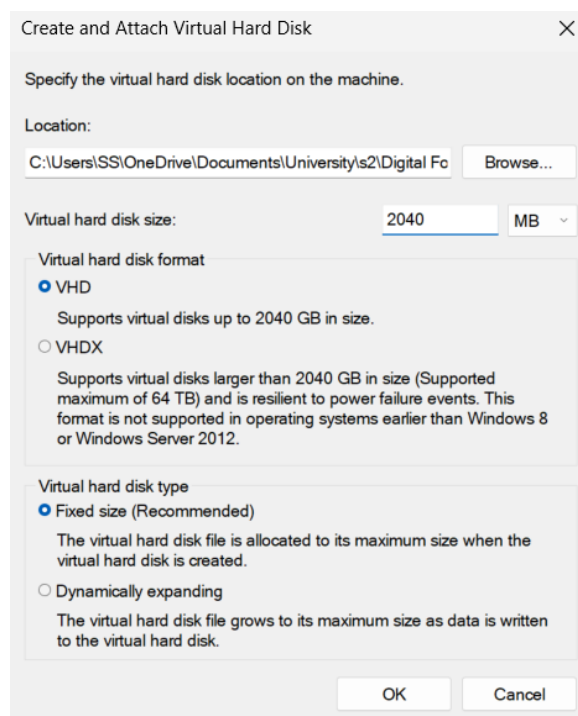 Create and Attach Virtual Hard Disk
Specify the virtual hard disk location on the machine.
Location:
C:\Users\SS\OneDrive\Documents\University\s2\Digital Fo
Browse...
Virtual hard disk size:
2040
MB
Virtual hard disk format
VHD
Supports virtual disks up to 2040 GB in size.
VHDX
Supports virtual disks larger than 2040 GB in size (Supported
maximum of 64 TB) and is resilient to power failure events. This
format is not supported in operating systems earlier than Windows 8
or Windows Server 2012.
Virtual hard disk type
Fixed size (Recommended)
The virtual hard disk file is allocated to its maximum size when the
virtual hard disk is created.
Dynamically expanding
The virtual hard disk file grows to its maximum size as data is written
to the virtual hard disk.
OK
Cancel